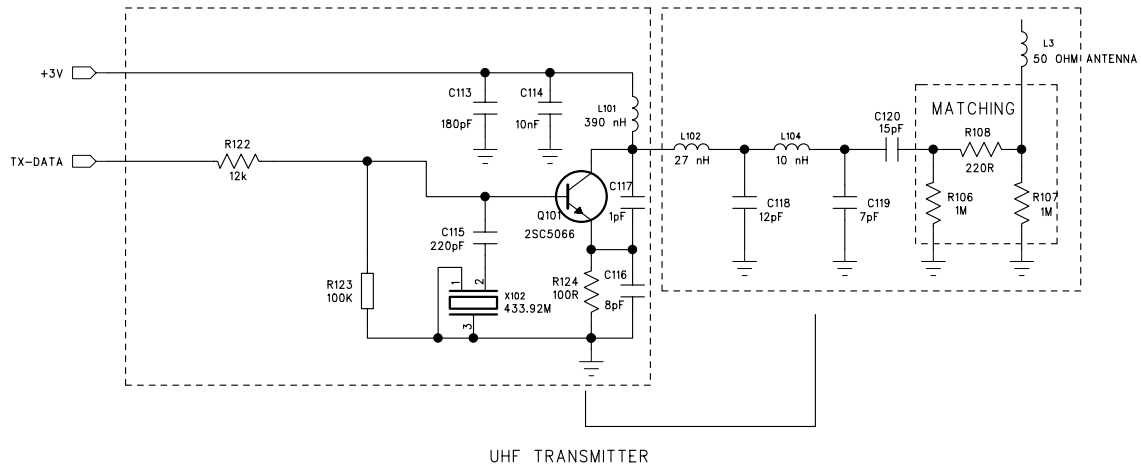 +3V
C113
180pF
C114
10nF
L101
390 nH
L3
50 OHM ANTENNA
MATCHING
C120
15pF
R108
220R
TX-DATA
R122
12k
L102
27 nH
L104
10 nH
C117
1pF
Q101
2SC5066
C118
12pF
C119
7pF
R106
1M
R107
1M
C115
220pF
R123
100K
1
2
3
X102
433.92M
R124
100R
C116
8pF
UHF TRANSMITTER